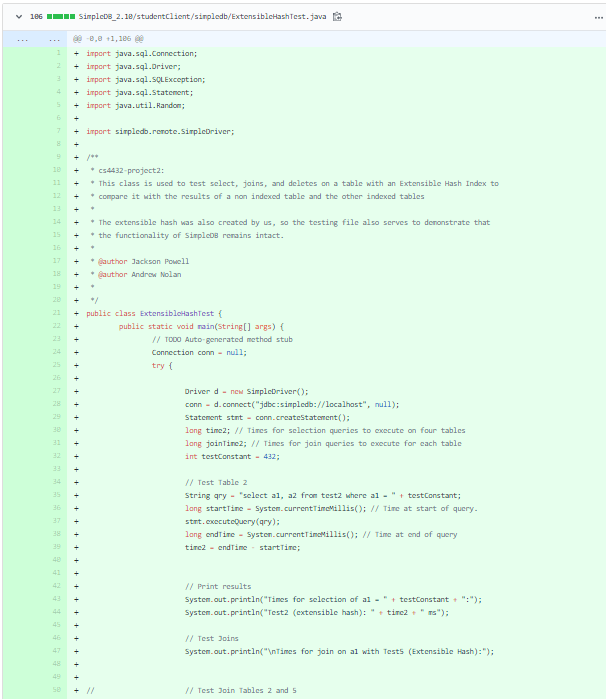 106 SimpleDB_2.10/studentClient/simpledb/ExtensibleHashTest.java ...
... ... @@ -0,0 +1,106 @@
1 + import java.sql.Connection;
2 + import java.sql.Driver;
3 + import java.sql.SQLException;
4 + import java.sql.Statement;
5 + import java.util.Random;
6 +
7 + import simpledb.remote.SimpleDriver;
8 +
9 + /**
10 + * cs4432-project2:
11 + * This class is used to test select, joins, and deletes on a table with an Extensible Hash Index to
12 + * compare it with the results of a non indexed table and the other indexed tables
13 + *
14 + * The extensible hash was also created by us, so the testing file also serves to demonstrate that
15 + * the functionality of SimpleDB remains intact.
16 + *
17 + * @author Jackson Powell
18 + * @author Andrew Nolan
19 + *
20 + */
21 + public class ExtensibleHashTest {
22 + public static void main(String[] args) {
23 + // TODO Auto-generated method stub
24 + Connection conn = null;
25 + try {
26 +
27 + Driver d = new SimpleDriver();
28 + conn = d.connect("jdbc:simpledb://localhost", null);
29 + Statement stmt = conn.createStatement();
30 + long time2; // Times for selection queries to execute on four tables
31 + long joinTime2; // Times for join queries to execute for each table
32 + int testConstant = 432;
33 +
34 + // Test Table 2
35 + String qry = "select a1, a2 from test2 where a1 = " + testConstant;
36 + long startTime = System.currentTimeMillis(); // Time at start of query.
37 + stmt.executeQuery(qry);
38 + long endTime = System.currentTimeMillis(); // Time at end of query
39 + time2 = endTime - startTime;
40 +
41 +
42 + // Print results
43 + System.out.println("Times for selection of a1 = " + testConstant + ":");
44 + System.out.println("Test2 (extensible hash): " + time2 + " ms");
45 +
46 + // Test Joins
47 + System.out.println("\nTimes for join on a1 with Test5 (Extensible Hash):");
48 +
49 +
50 + // // Test Join Tables 2 and 5